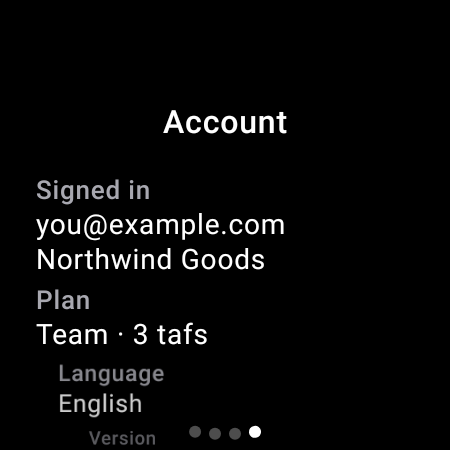 Account
Signed in
you@example.com
Northwind Goods
Plan
Team · 3 tafs
Language
English
Version